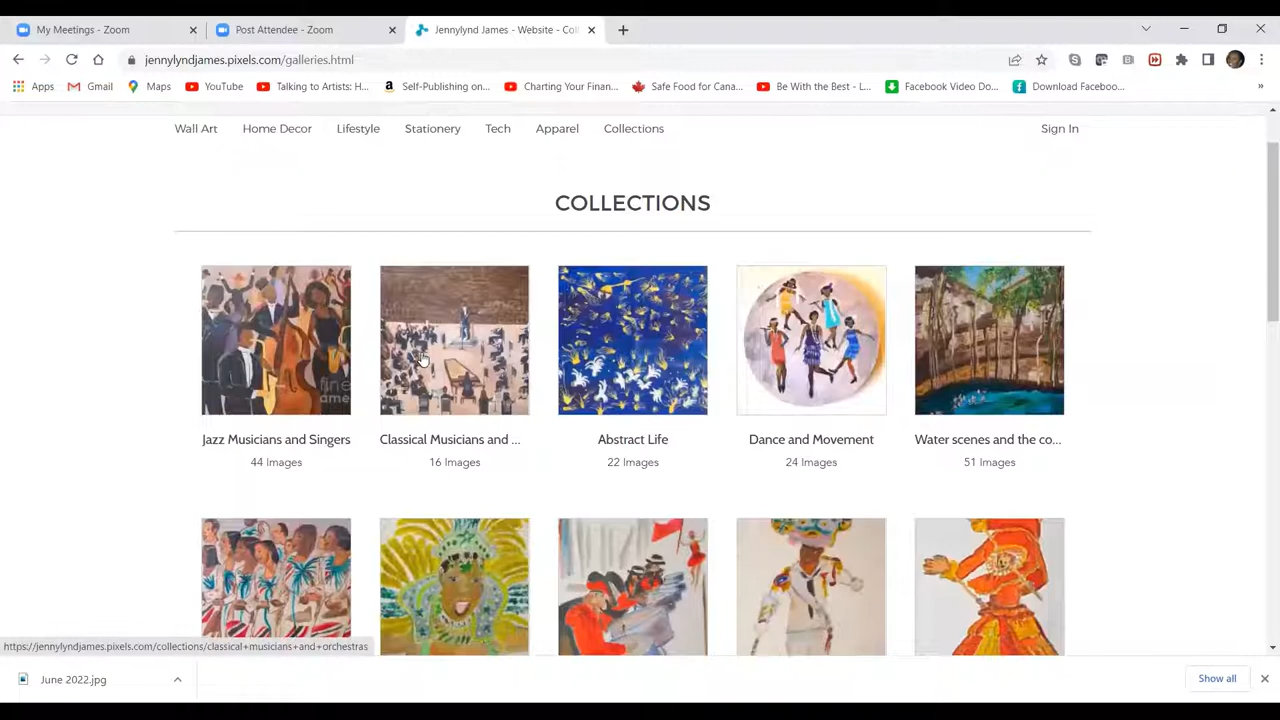 My Meetings - Zoom
Post Attendee - Zoom
Jennylynd James - Website - Col
jennylyndjames.pixels.com/galleries.html
Apps
Gmail
Maps
YouTube
Talking to Artists: H...
Self-Publishing on...
Charting Your Finan...
Safe Food for Cana...
Be With the Best - L...
Facebook Video Do...
Download Faceboo...
»
Wall Art
Home Decor
Lifestyle
Stationery
Tech
Apparel
Collections
Sign In
COLLECTIONS
Jazz Musicians and Singers
Classical Musicians and ...
Abstract Life
Dance and Movement
Water scenes and the co...
44 Images
16 Images
22 Images
24 Images
51 Images
https://jennylyndjames.pixels.com/collections/classical+musicians+and+orchestras
June 2022.jpg
Show all